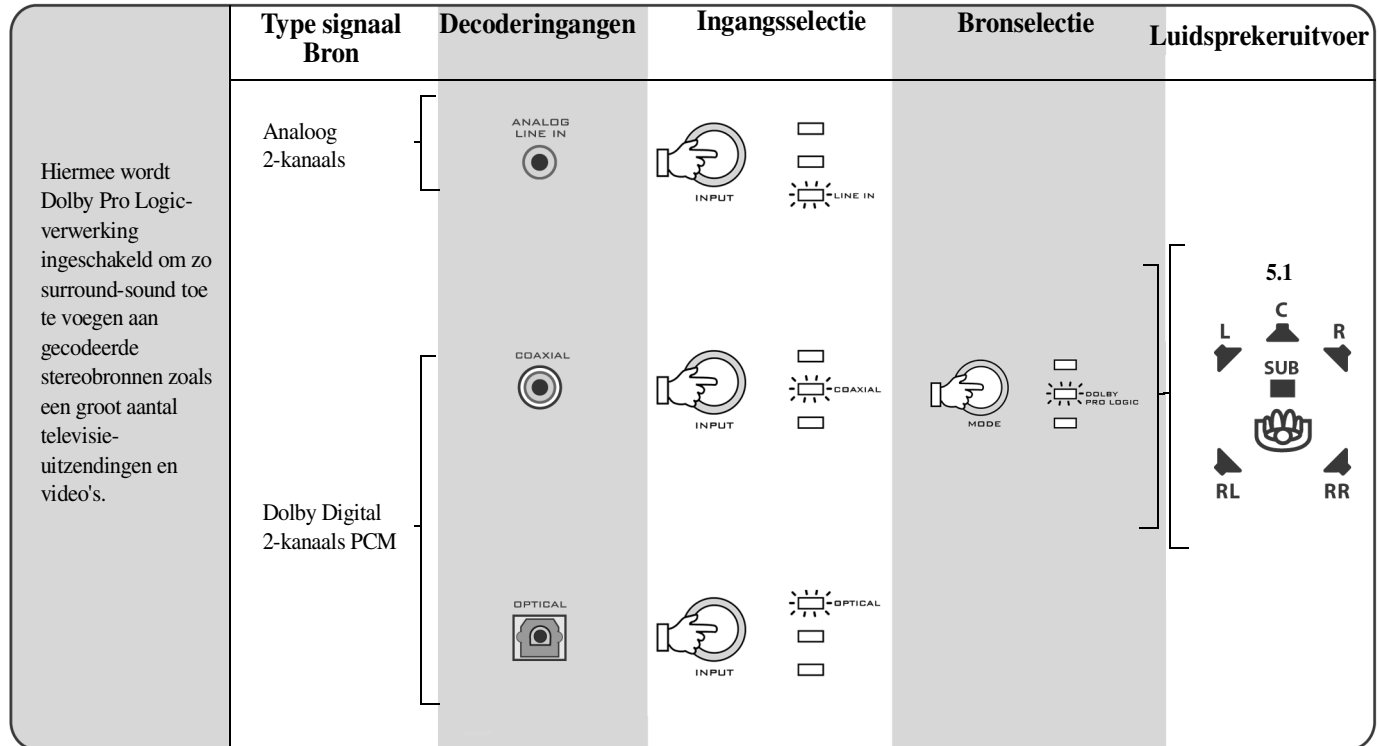 Type signaal
Bron
Decoderingangen
Ingangsselectie
Bronselectie
Luidsprekeruitvoer
Hiermee wordt
Dolby Pro Logic-
verwerking
ingeschakeld om zo
surround-sound toe
te voegen aan
gecodeerde
stereobronnen zoals
een groot aantal
televisie-
uitzendingen en
video's.
Analoog
2-kanaals
ANALOG
LINE IN
INPUT
LINE IN
Dolby Digital
2-kanaals PCM
COAXIAL
INPUT
COAXIAL
OPTICAL
INPUT
OPTICAL
MODE
DOLBY
PRO LOGIC
5.1
C
L
R
SUB
RL
RR